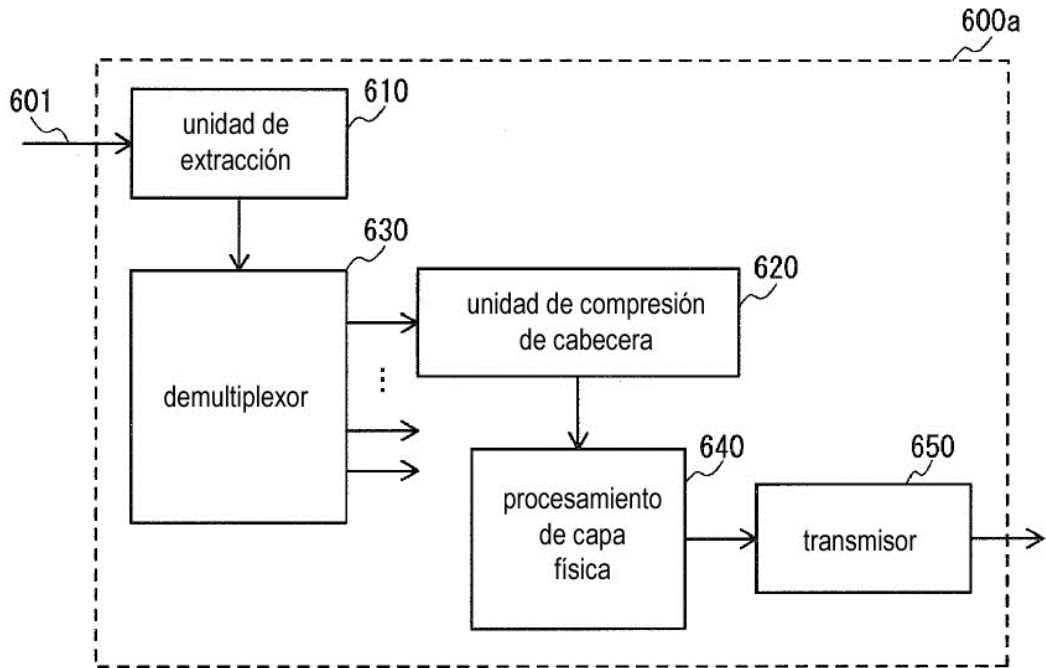 600a
601
610
unidad de
extracción
630
620
unidad de compresión
de cabecera
demultiplexor
640
650
procesamiento
de capa
física
transmisor